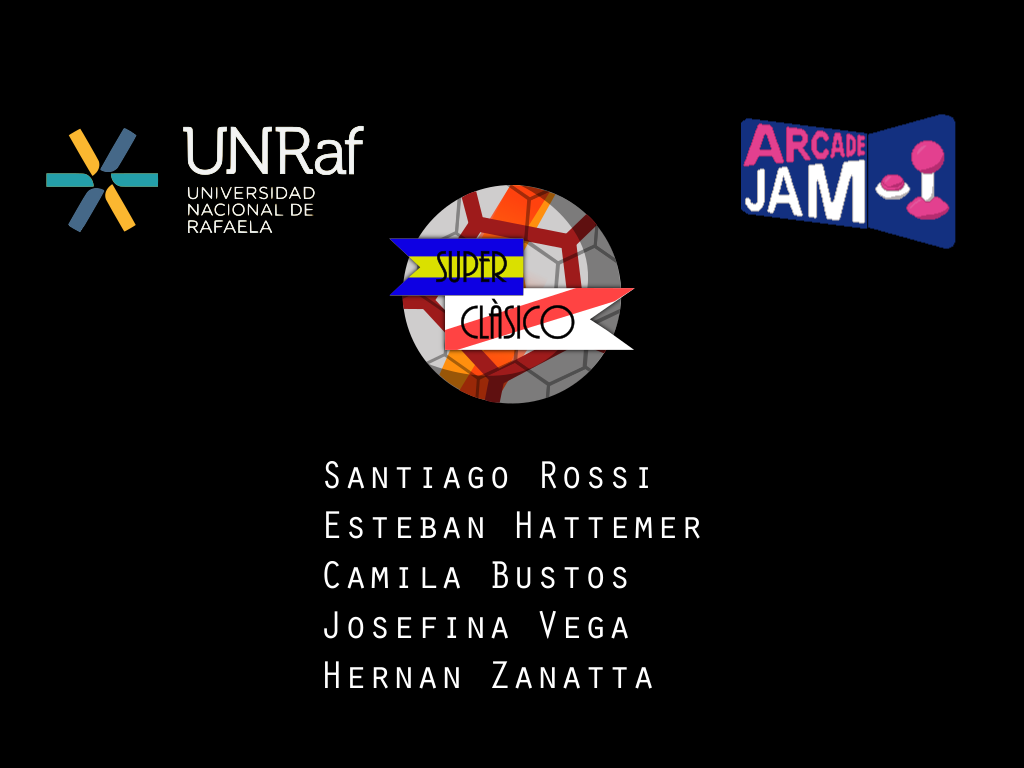 UNRaf
UNIVERSIDAD
NACIONAL DE
RAFAELA
ARCADE
JAM
SUPER
CLÀSICO
SANTIAGO ROSSI
ESTEBAN HATTEMER
CAMILA BUSTOS
JOSEFINA VEGA
HERNAN ZANATTA